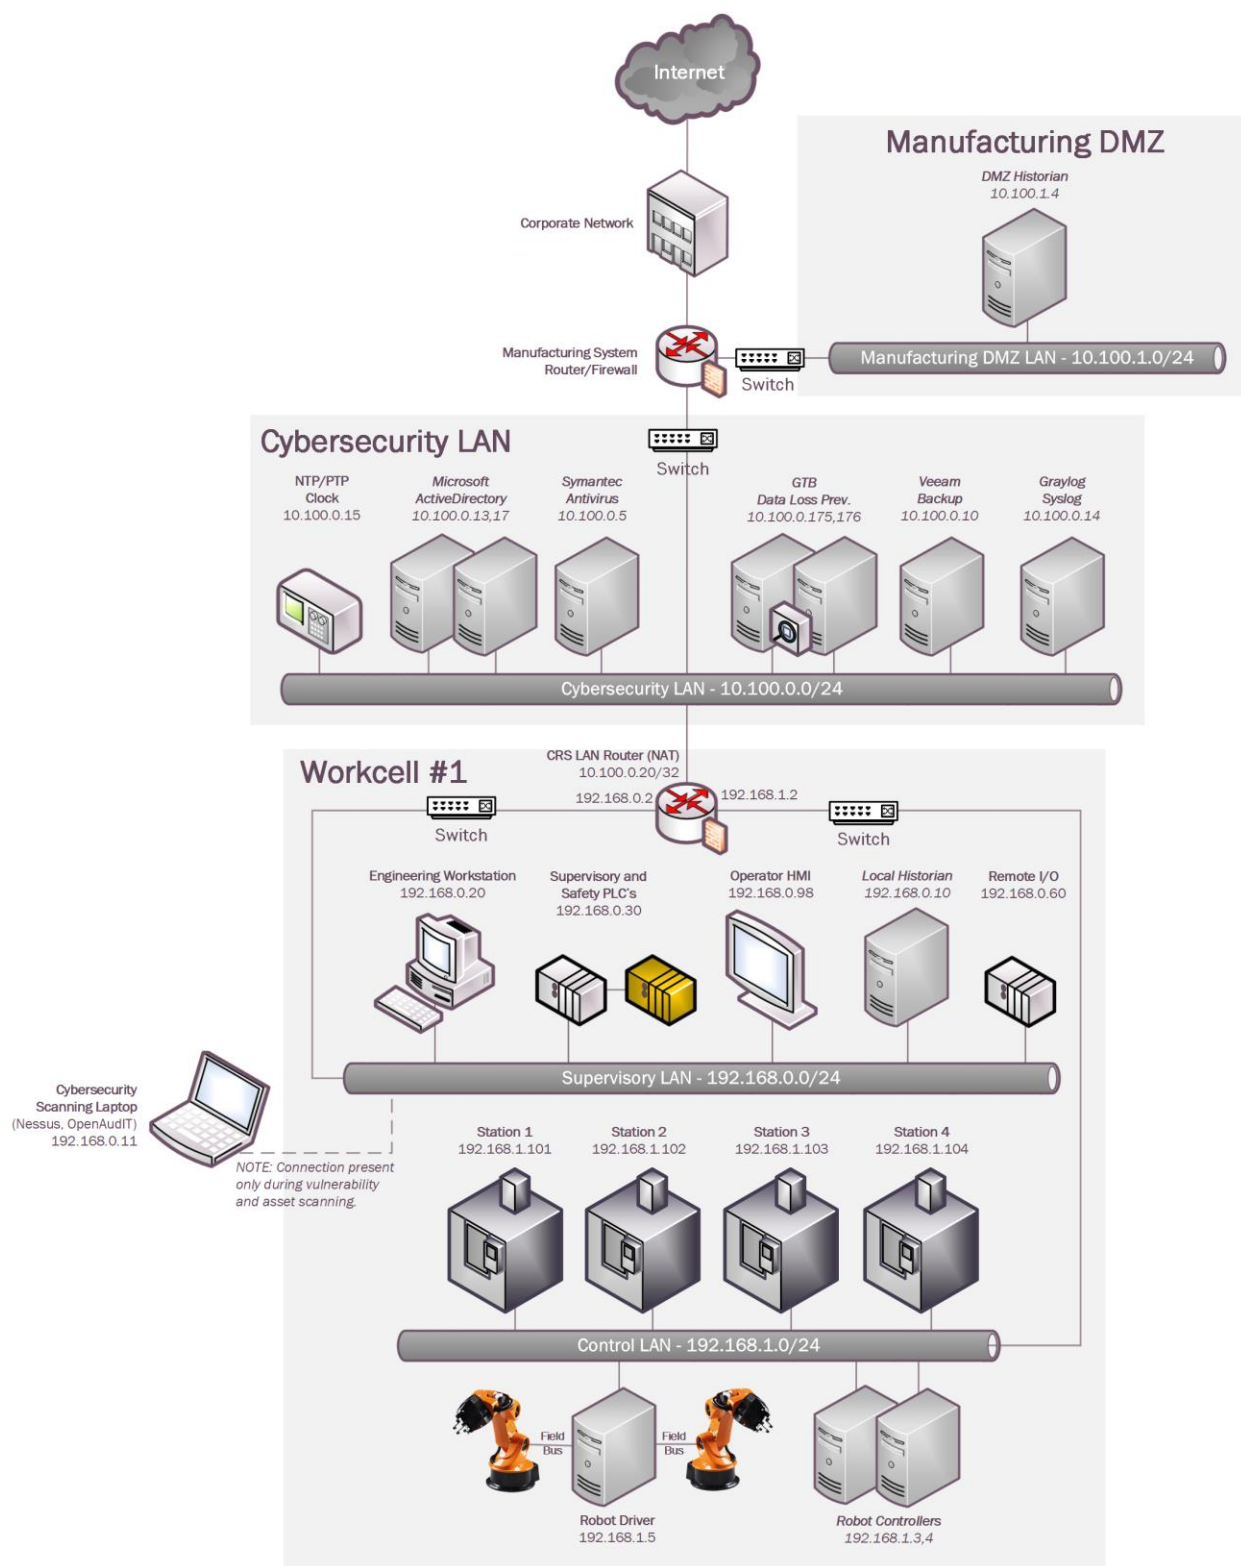 Internet
Manufacturing DMZ
DMZ Historian
10.100.1.4
Corporate Network
Manufacturing System
Router/Firewall
Switch
Manufacturing DMZ LAN - 10.100.1.0/24
Cybersecurity LAN
Switch
NTP/PTP
Clock
10.100.0.15
Microsoft
ActiveDirectory
10.100.0.13,17
Symantec
Antivirus
10.100.0.5
GTB
Data Loss Prev.
10.100.0.175,176
Veeam
Backup
10.100.0.10
Graylog
Syslog
10.100.0.14
Cybersecurity LAN - 10.100.0.0/24
Workcell #1
CRS LAN Router (NAT)
10.100.0.20/32
192.168.0.2
192.168.1.2
Switch
Switch
Engineering Workstation
192.168.0.20
Supervisory and
Safety PLC's
192.168.0.30
Operator HMI
192.168.0.98
Local Historian
192.168.0.10
Remote I/O
192.168.0.60
Supervisory LAN - 192.168.0.0/24
Cybersecurity
Scanning Laptop
(Nessus, OpenAudIT)
192.168.0.11
NOTE: Connection present
only during vulnerability
and asset scanning.
Station 1
192.168.1.101
Station 2
192.168.1.102
Station 3
192.168.1.103
Station 4
192.168.1.104
Control LAN - 192.168.1.0/24
Field
Bus
Field
Bus
Robot Driver
192.168.1.5
Robot Controllers
192.168.1.3,4